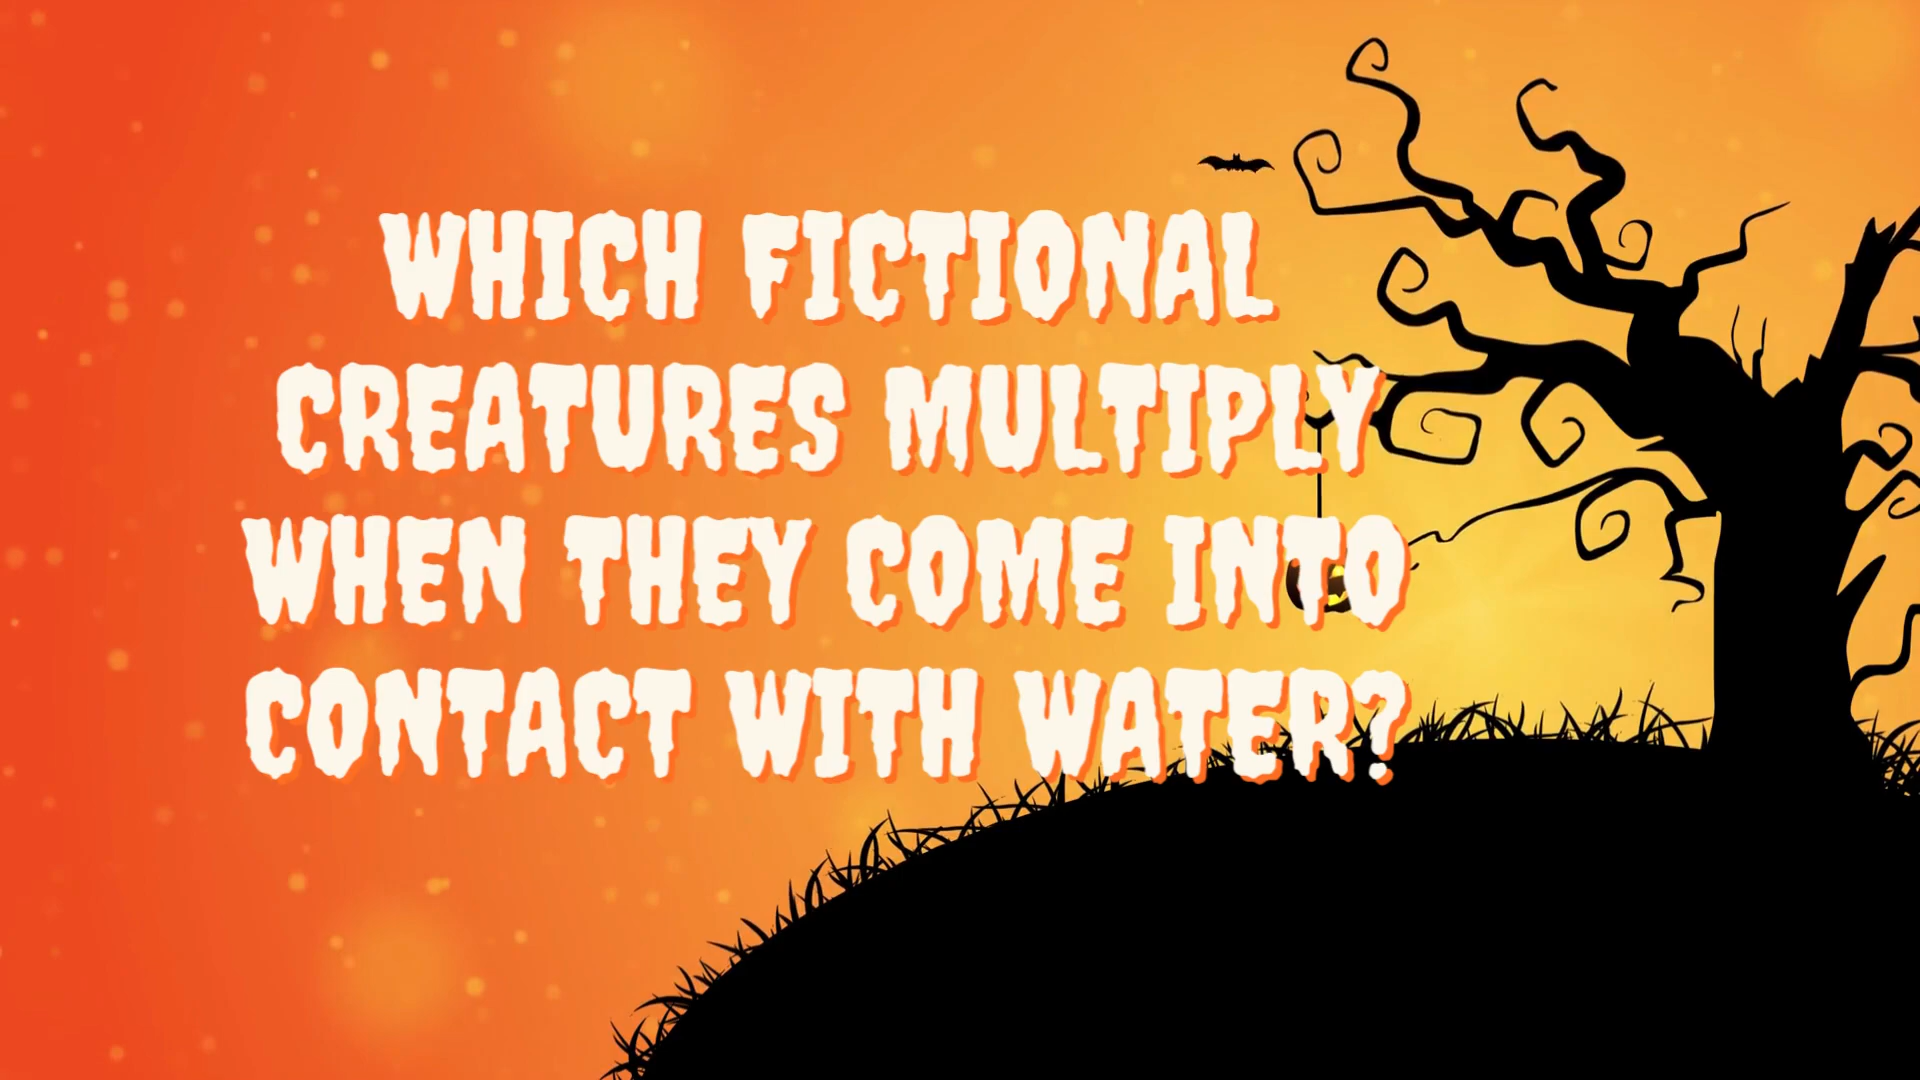 WHICH FICTIONAL
CREATURES MULTIPLY
WHEN THEY COME INTO
CONTACT WITH WATER?